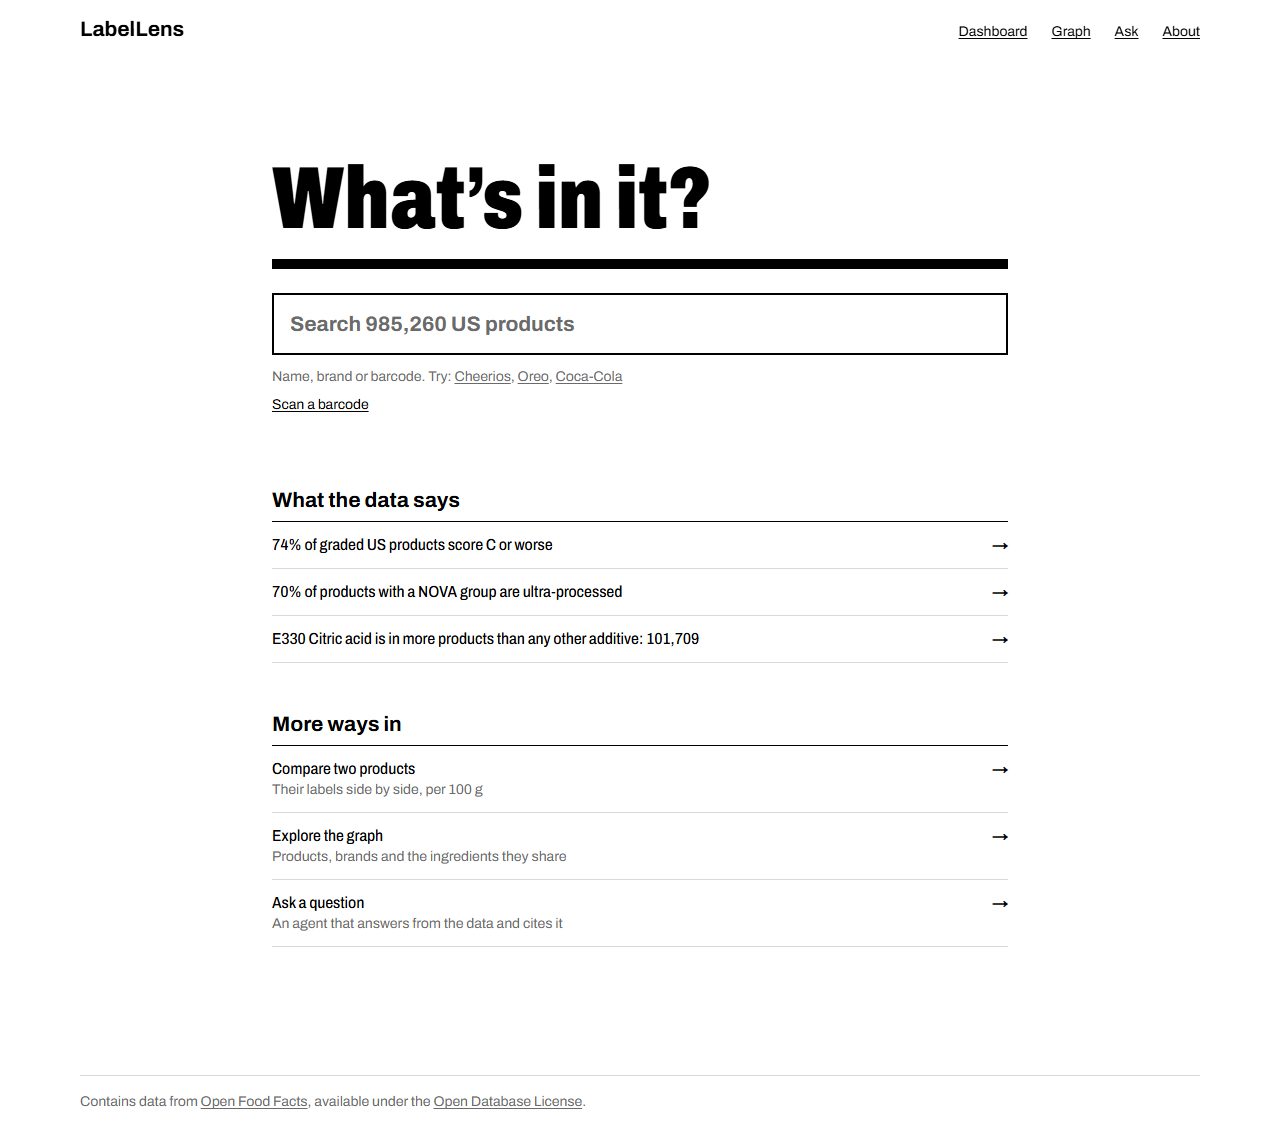 LabelLens
Dashboard Graph Ask About
What’s in it?
Search 985,260 US products
Name, brand or barcode. Try: Cheerios, Oreo, Coca-Cola
Scan a barcode
What the data says
74% of graded US products score C or worse →
70% of products with a NOVA group are ultra-processed →
E330 Citric acid is in more products than any other additive: 101,709 →
More ways in
Compare two products →
Their labels side by side, per 100 g
Explore the graph →
Products, brands and the ingredients they share
Ask a question →
An agent that answers from the data and cites it
Contains data from Open Food Facts, available under the Open Database License.